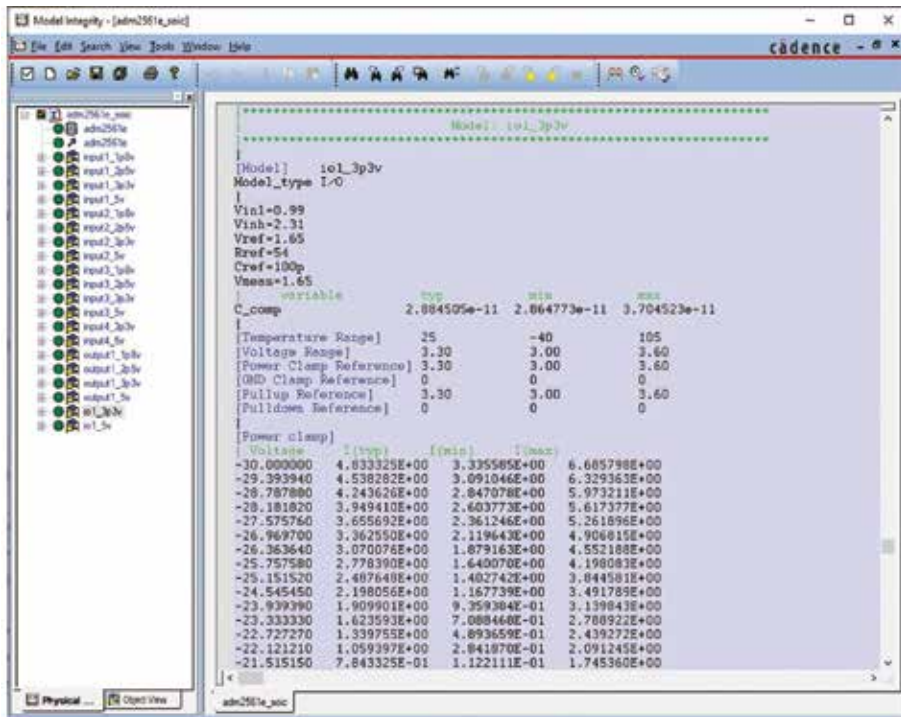 Model Integrity - [adm2561e_soic]
File Edit Search View Tools Window Help
cādence
adm2561e_soic
adm2561e
adm2561e
input1_1p8v
input1_2p5v
input1_3p3v
input1_5v
input2_1p8v
input2_2p5v
input2_3p3v
input2_5v
input3_1p8v
input3_2p5v
input3_3p3v
input3_5v
input4_3p3v
input4_5v
output1_1p8v
output1_2p5v
output1_3p3v
output1_5v
io1_3p3v
io1_5v
Physical ...
Object View
|*****************************************************************
Model: io1_3p3v
|*****************************************************************
|
[Model] io1_3p3v
Model_type I/O
|
Vinl=0.99
Vinh=2.31
Vref=1.65
Rref=54
Cref=100p
Vmeas=1.65
| variable typ min max
C_comp 2.884505e-11 2.864773e-11 3.704523e-11
|
[Temperature Range] 25 -40 105
[Voltage Range] 3.30 3.00 3.60
[Power Clamp Reference] 3.30 3.00 3.60
[GND Clamp Reference] 0 0 0
[Pullup Reference] 3.30 3.00 3.60
[Pulldown Reference] 0 0 0
|
[Power clamp]
| Voltage I(typ) I(min) I(max)
-30.000000 4.833325E+00 3.335585E+00 6.685798E+00
-29.393940 4.538282E+00 3.091046E+00 6.329363E+00
-28.787880 4.243626E+00 2.847078E+00 5.973211E+00
-28.181820 3.949410E+00 2.603773E+00 5.617377E+00
-27.575760 3.655692E+00 2.361246E+00 5.261896E+00
-26.969700 3.362550E+00 2.119643E+00 4.906815E+00
-26.363640 3.070076E+00 1.879163E+00 4.552188E+00
-25.757580 2.778390E+00 1.640070E+00 4.198083E+00
-25.151520 2.487648E+00 1.402742E+00 3.844581E+00
-24.545450 2.198056E+00 1.167739E+00 3.491789E+00
-23.939390 1.909901E+00 9.359384E-01 3.139843E+00
-23.333330 1.623593E+00 7.088468E-01 2.788922E+00
-22.727270 1.339755E+00 4.893659E-01 2.439272E+00
-22.121210 1.059397E+00 2.841870E-01 2.091245E+00
-21.515150 7.843325E-01 1.122111E-01 1.745360E+00
adm2561e_soic